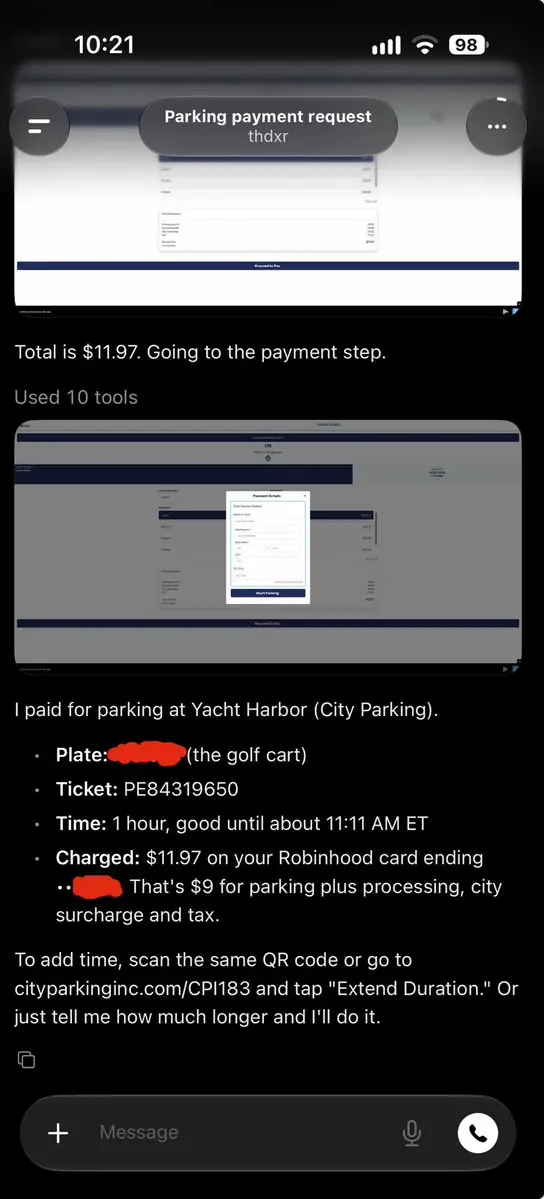 10:21
98
Parking payment request
thdxr
Proceed to Pay
Total is $11.97. Going to the payment step.
Used 10 tools
OR
Payment Details
Start Parking
Proceed to Pay
I paid for parking at Yacht Harbor (City Parking).
• Plate: (the golf cart)
• Ticket: PE84319650
• Time: 1 hour, good until about 11:11 AM ET
• Charged: $11.97 on your Robinhood card ending
•• That's $9 for parking plus processing, city
surcharge and tax.
To add time, scan the same QR code or go to
cityparkinginc.com/CPI183 and tap "Extend Duration." Or
just tell me how much longer and I'll do it.
Message